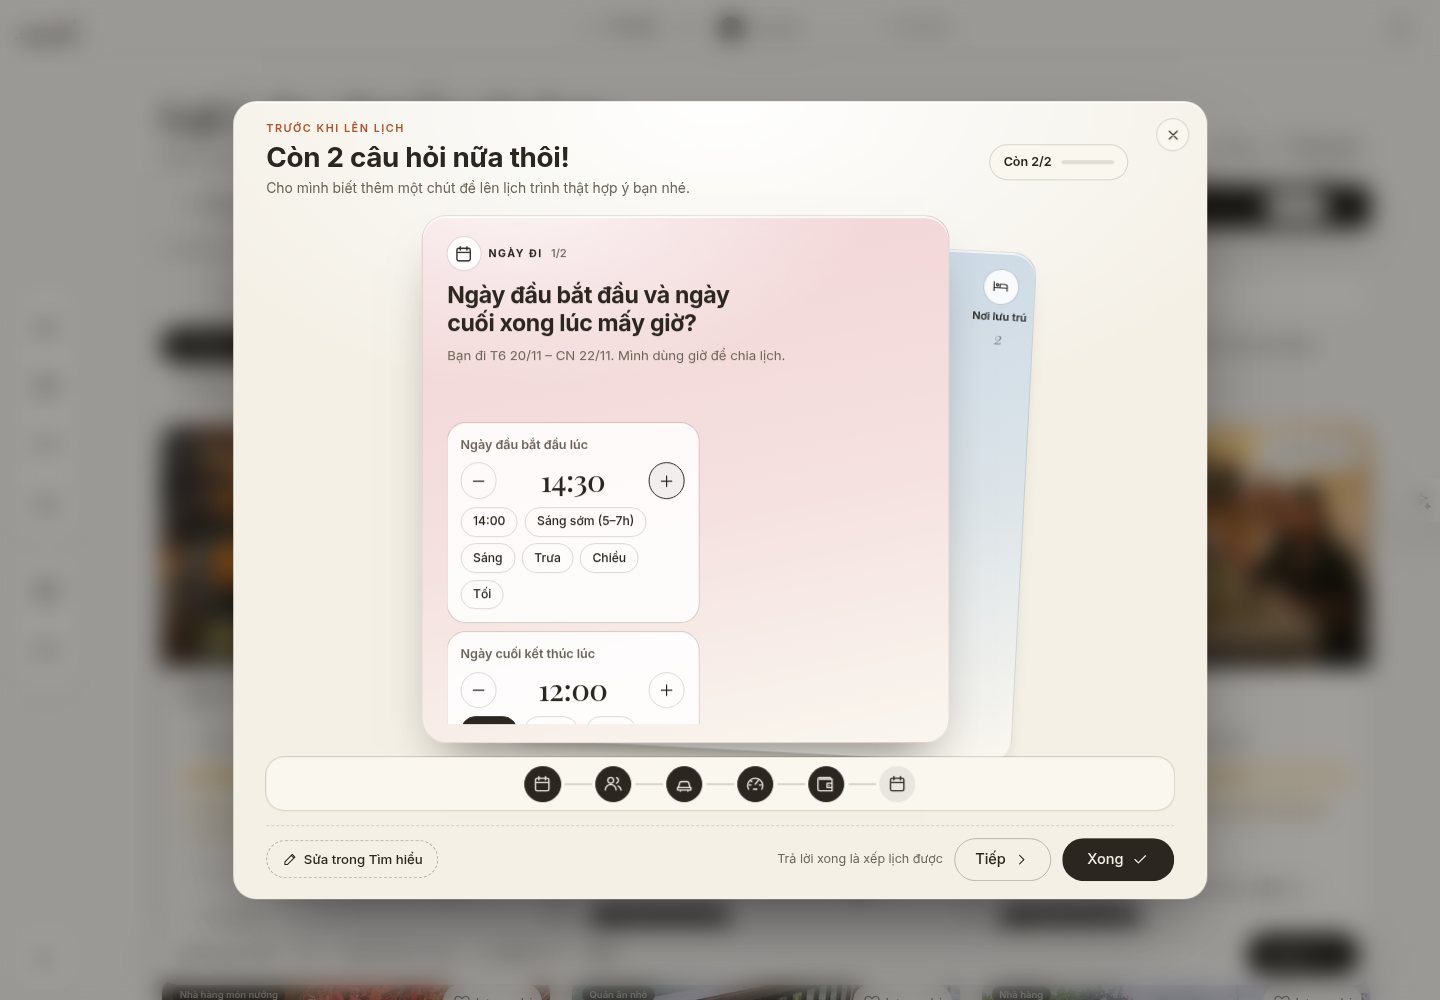 TRƯỚC KHI LÊN LỊCH
Còn 2 câu hỏi nữa thôi!
Cho mình biết thêm một chút để lên lịch trình thật hợp ý bạn nhé.
Còn 2/2
NGÀY ĐI 1/2
Ngày đầu bắt đầu và ngày
cuối xong lúc mấy giờ?
Bạn đi T6 20/11 – CN 22/11. Mình dùng giờ để chia lịch.
Nơi lưu trú
2
Ngày đầu bắt đầu lúc
14:30
14:00 Sáng sớm (5–7h)
Sáng Trưa Chiều
Tối
Ngày cuối kết thúc lúc
12:00
Sửa trong Tìm hiểu
Trả lời xong là xếp lịch được
Tiếp
Xong
Nhà hàng món nướng
Quán ăn nhỏ
Nhà hàng